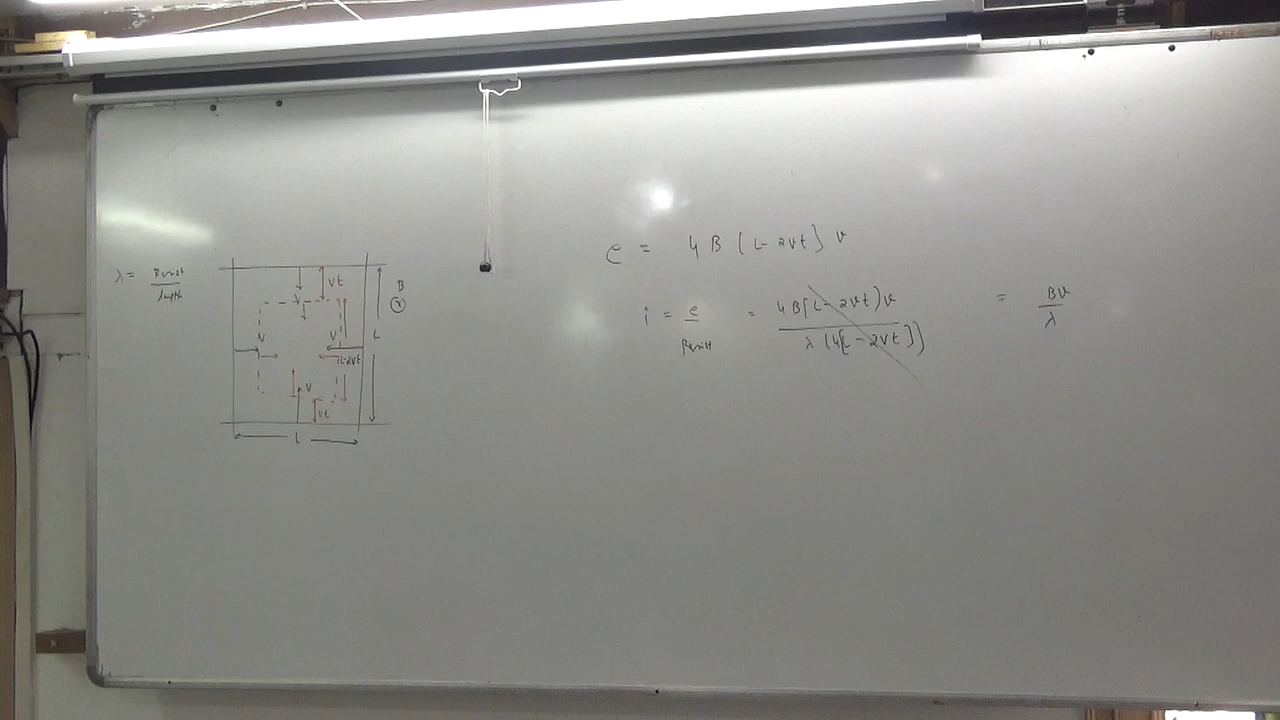 e = 4 B (L - 2vt) v
λ = Resist / length
vt
B
i = e / Resist = 4 B (L - 2vt) v / λ (4[L - 2vt]) = Bv / λ
V
L
V
V
L-2vt
V
vt
L